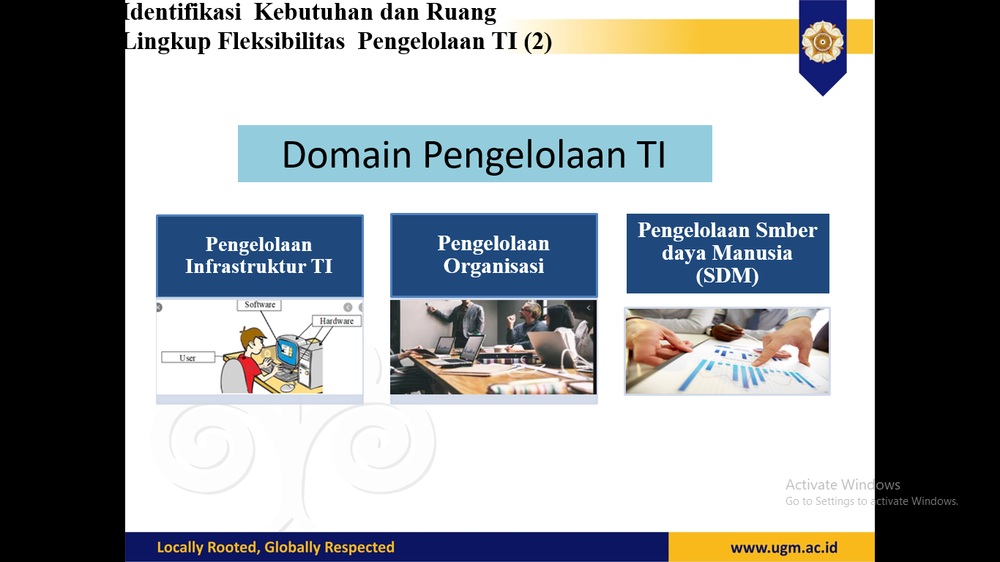 Identifikasi Kebutuhan dan Ruang
Lingkup Fleksibilitas Pengelolaan TI (2)
Domain Pengelolaan TI
Pengelolaan
Infrastruktur TI
Pengelolaan
Organisasi
Pengelolaan Smber
daya Manusia
(SDM)
Software
Hardware
User
Activate Windows
Go to Settings to activate Windows.
Locally Rooted, Globally Respected
www.ugm.ac.id